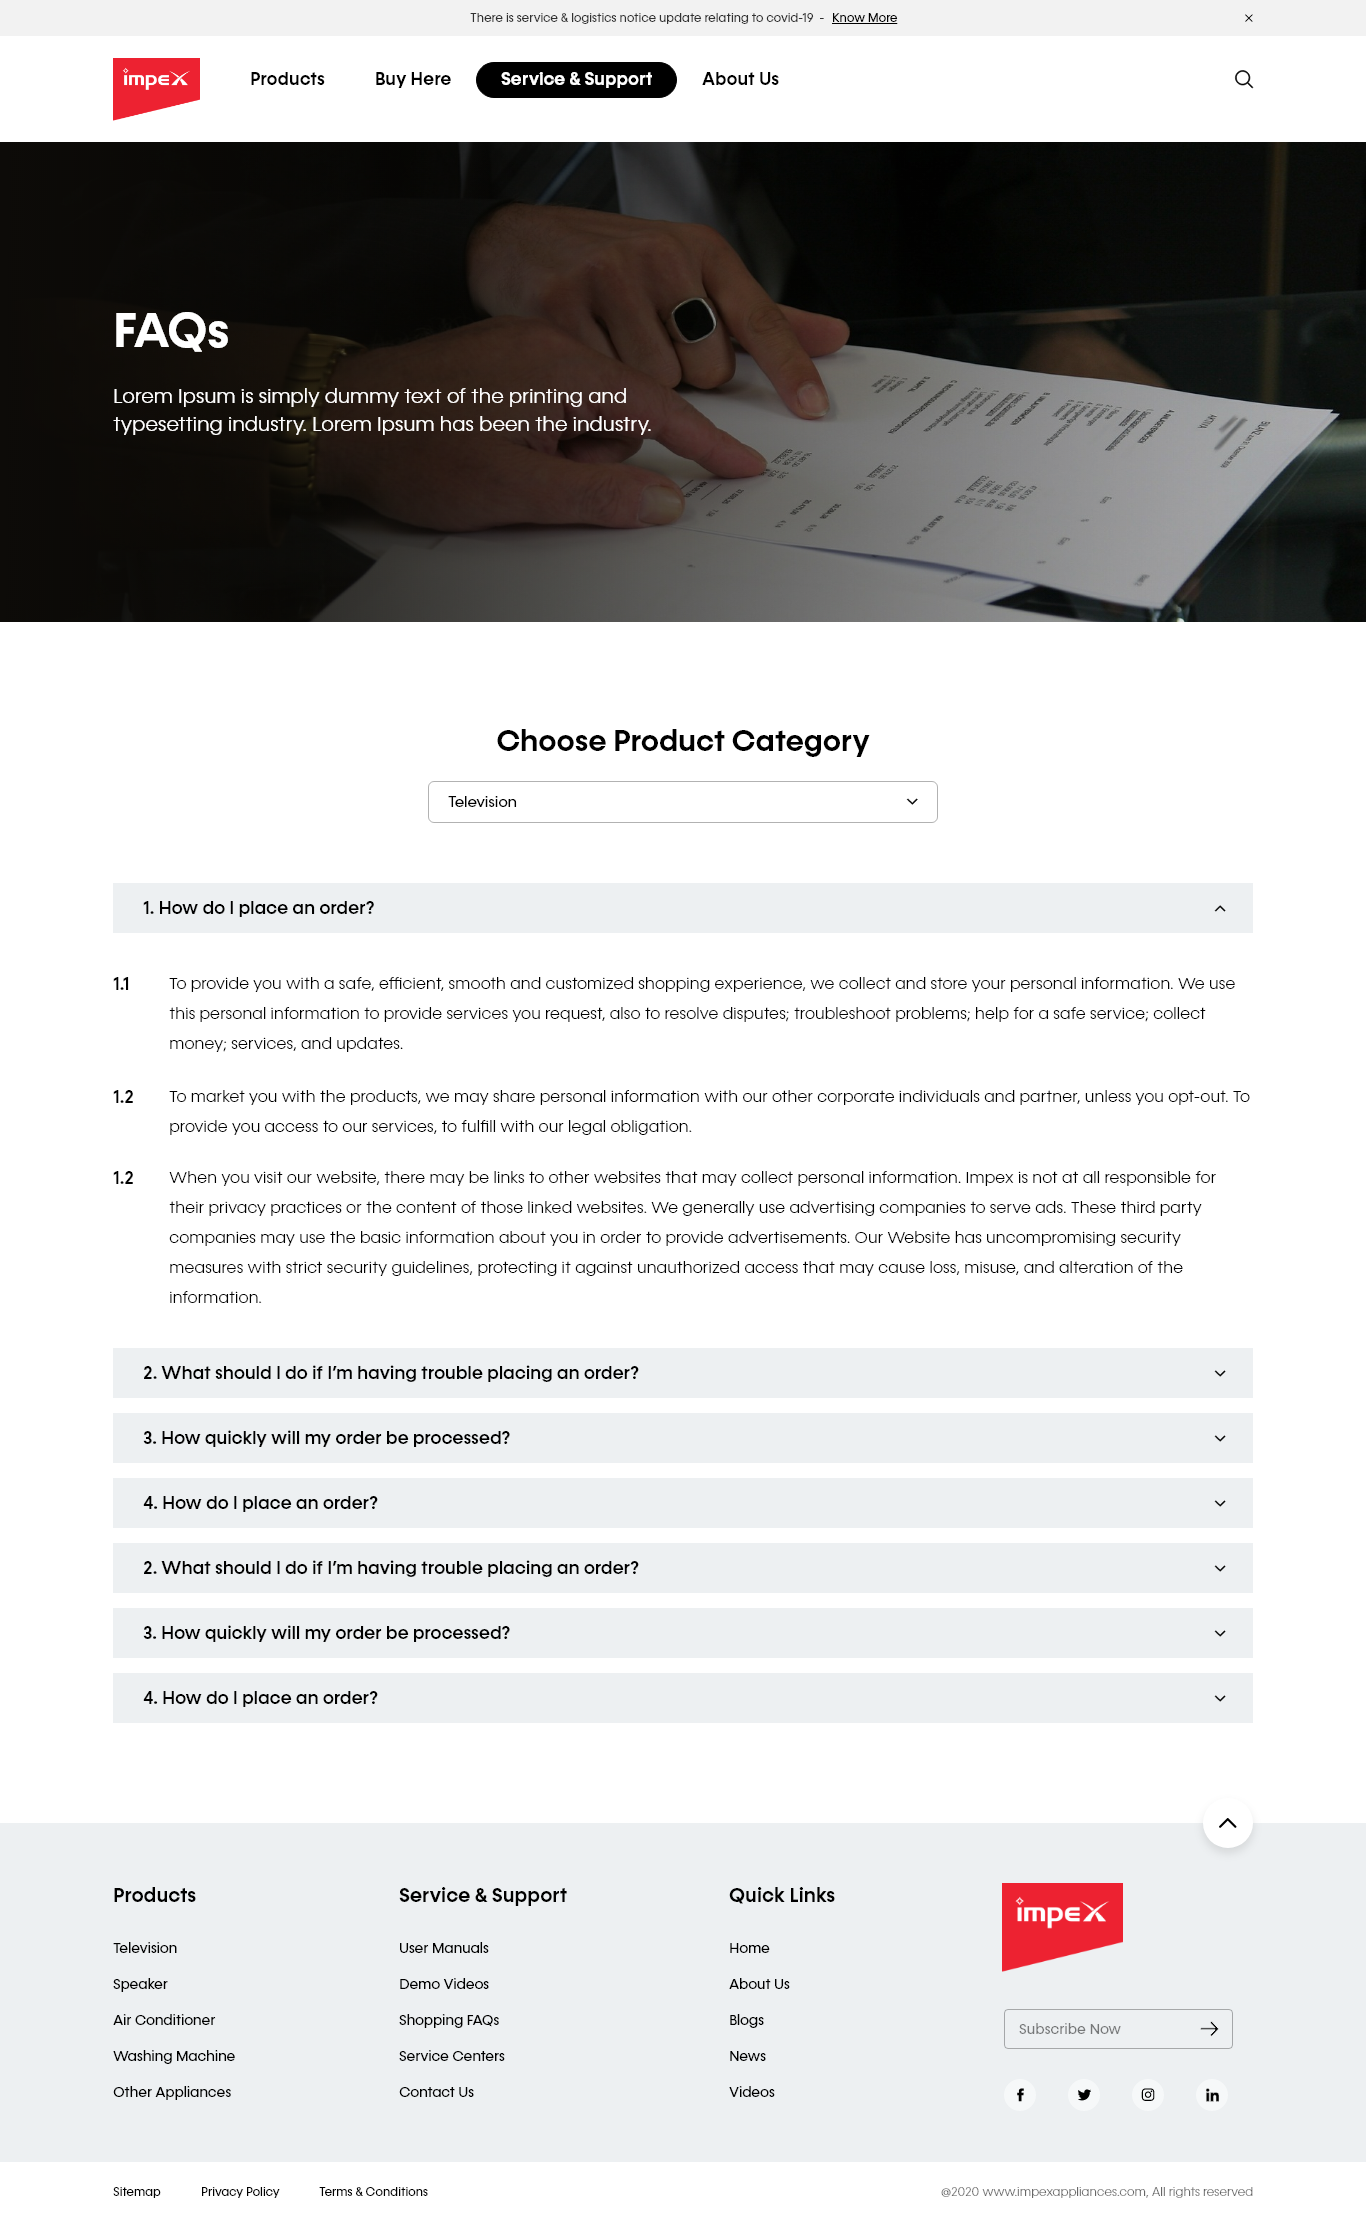 There is service & logistics notice update relating to covid-19 - Know More
impex
Products
Buy Here
Service & Support
About Us
FAQs
Lorem Ipsum is simply dummy text of the printing and
typesetting industry. Lorem Ipsum has been the industry.
Choose Product Category
Television
1. How do I place an order?
1.1 To provide you with a safe, efficient, smooth and customized shopping experience, we collect and store your personal information. We use
this personal information to provide services you request, also to resolve disputes; troubleshoot problems; help for a safe service; collect
money; services, and updates.
1.2 To market you with the products, we may share personal information with our other corporate individuals and partner, unless you opt-out. To
provide you access to our services, to fulfill with our legal obligation.
1.2 When you visit our website, there may be links to other websites that may collect personal information. Impex is not at all responsible for
their privacy practices or the content of those linked websites. We generally use advertising companies to serve ads. These third party
companies may use the basic information about you in order to provide advertisements. Our Website has uncompromising security
measures with strict security guidelines, protecting it against unauthorized access that may cause loss, misuse, and alteration of the
information.
2. What should I do if I’m having trouble placing an order?
3. How quickly will my order be processed?
4. How do I place an order?
2. What should I do if I’m having trouble placing an order?
3. How quickly will my order be processed?
4. How do I place an order?
Products
Television
Speaker
Air Conditioner
Washing Machine
Other Appliances
Service & Support
User Manuals
Demo Videos
Shopping FAQs
Service Centers
Contact Us
Quick Links
Home
About Us
Blogs
News
Videos
impex
Subscribe Now
Sitemap
Privacy Policy
Terms & Conditions
@2020 www.impexappliances.com, All rights reserved